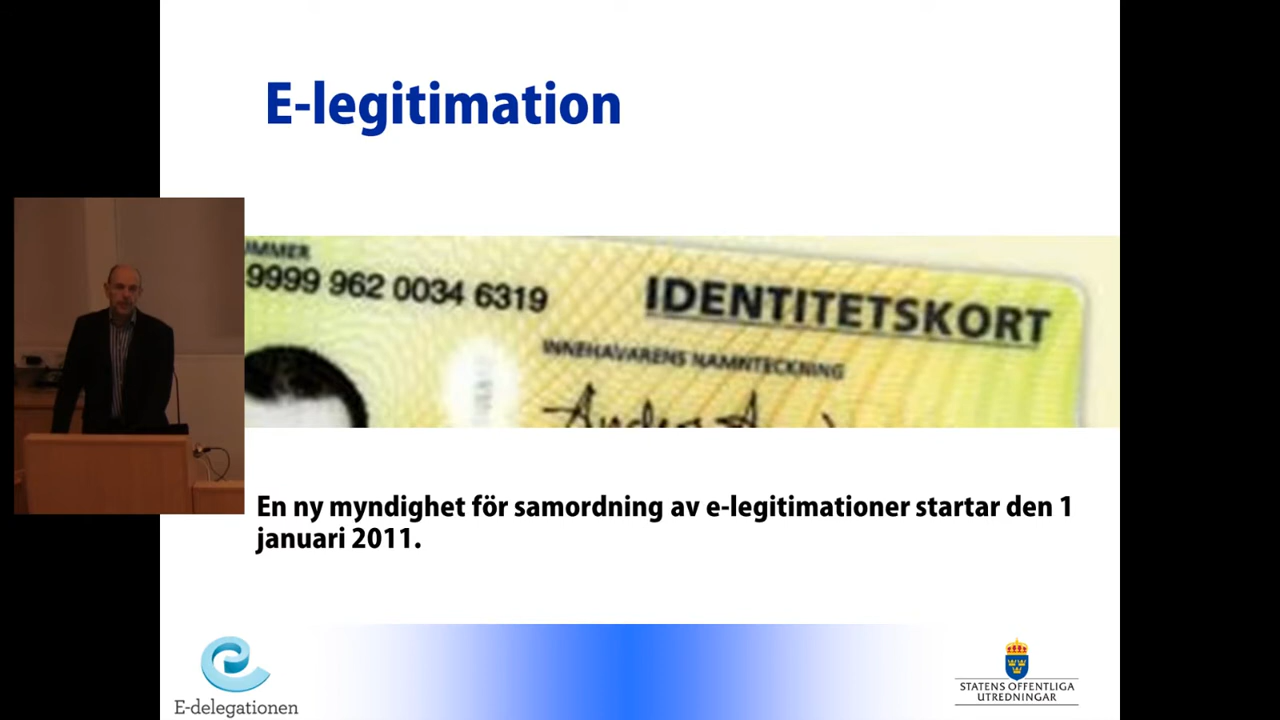 E-legitimation
UMMER
9999 962 0034 6319
IDENTITETSKORT
INNEHAVARENS NAMNTECKNING
En ny myndighet för samordning av e-legitimationer startar den 1
januari 2011.
E-delegationen
STATENS OFFENTLIGA
UTREDNINGAR